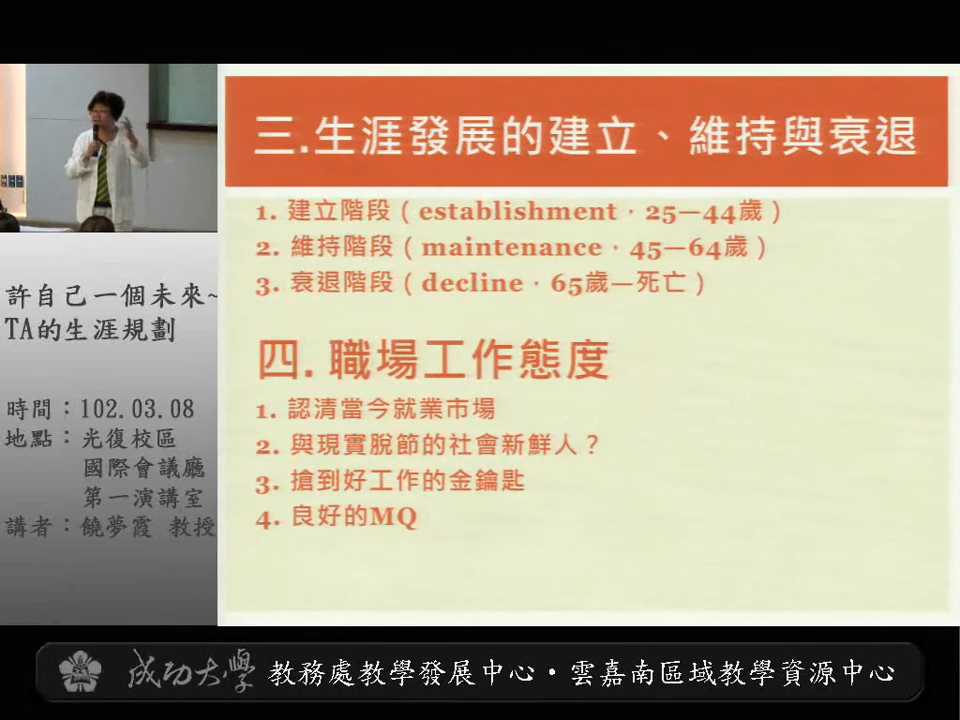 三.生涯發展的建立、維持與衰退
1. 建立階段（establishment．25—44歲）
2. 維持階段（maintenance．45—64歲）
3. 衰退階段（decline．65歲—死亡）
四. 職場工作態度
1. 認清當今就業市場
2. 與現實脫節的社會新鮮人？
3. 搶到好工作的金鑰匙
4. 良好的MQ
許自己一個未來~
TA的生涯規劃
時間：102.03.08
地點：光復校區
國際會議廳
第一演講室
講者：饒夢霞 教授
成功大學 教務處教學發展中心・雲嘉南區域教學資源中心